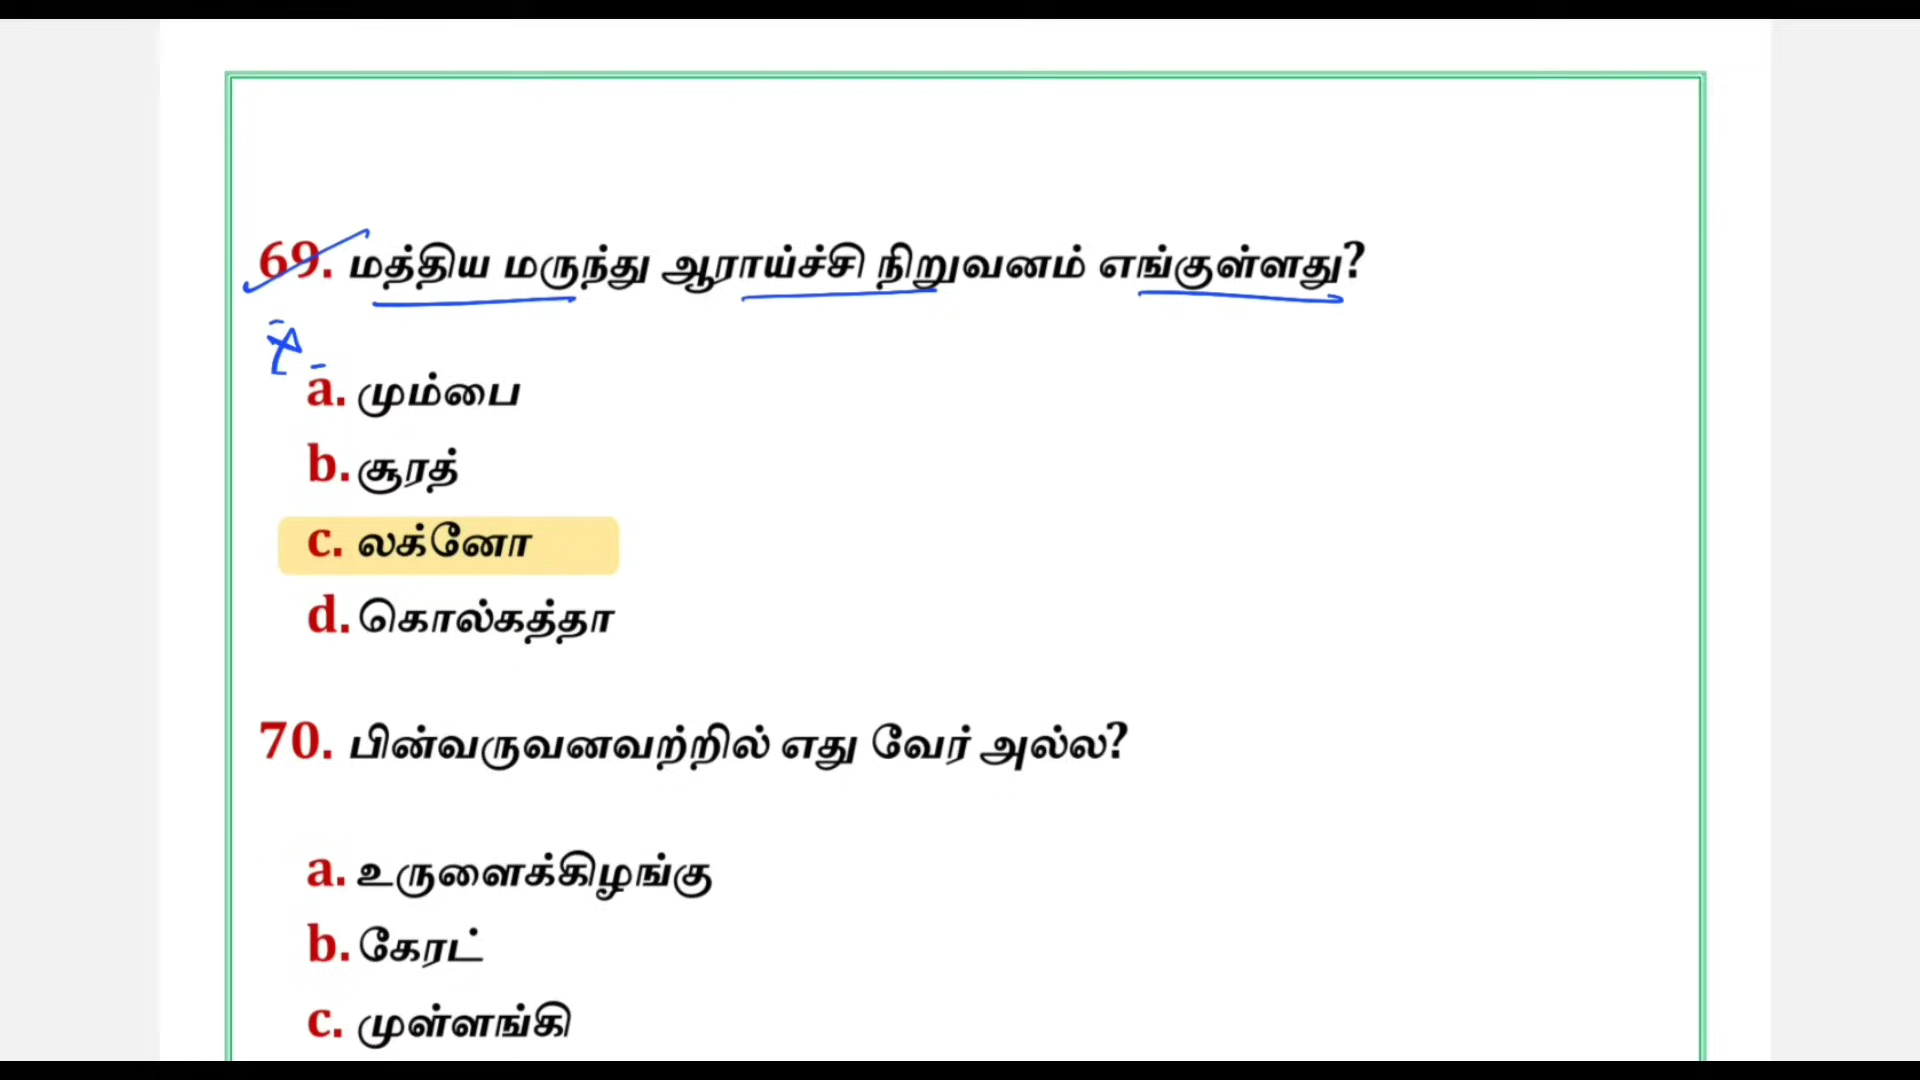 69. மத்திய மருந்து ஆராய்ச்சி நிறுவனம் எங்குள்ளது?
a. மும்பை
b. சூரத்
c. லக்னோ
d. கொல்கத்தா
70. பின்வருவனவற்றில் எது வேர் அல்ல?
a. உருளைக்கிழங்கு
b. கேரட்
c. முள்ளங்கி